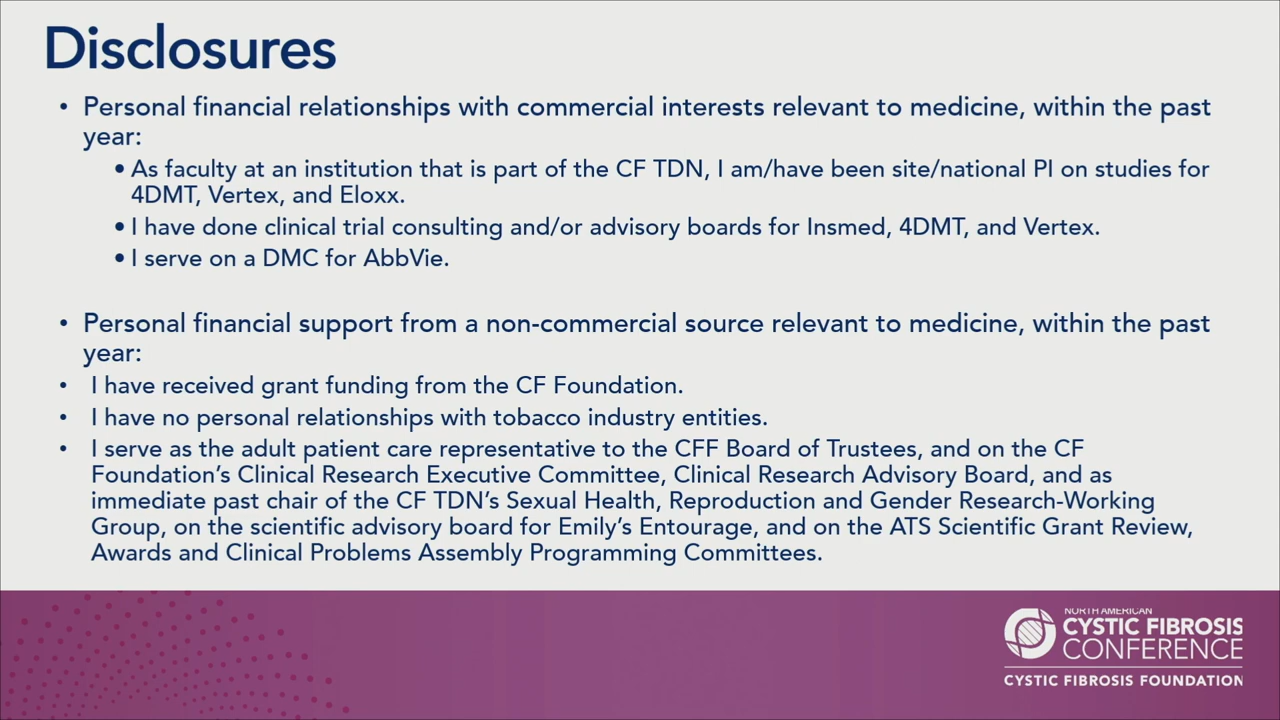 Disclosures
• Personal financial relationships with commercial interests relevant to medicine, within the past
year:
• As faculty at an institution that is part of the CF TDN, I am/have been site/national PI on studies for
4DMT, Vertex, and Eloxx.
• I have done clinical trial consulting and/or advisory boards for Insmed, 4DMT, and Vertex.
• I serve on a DMC for AbbVie.
• Personal financial support from a non-commercial source relevant to medicine, within the past
year:
• I have received grant funding from the CF Foundation.
• I have no personal relationships with tobacco industry entities.
• I serve as the adult patient care representative to the CFF Board of Trustees, and on the CF
Foundation’s Clinical Research Executive Committee, Clinical Research Advisory Board, and as
immediate past chair of the CF TDN’s Sexual Health, Reproduction and Gender Research-Working
Group, on the scientific advisory board for Emily’s Entourage, and on the ATS Scientific Grant Review,
Awards and Clinical Problems Assembly Programming Committees.
NORTH AMERICAN
CYSTIC FIBROSIS
CONFERENCE
CYSTIC FIBROSIS FOUNDATION